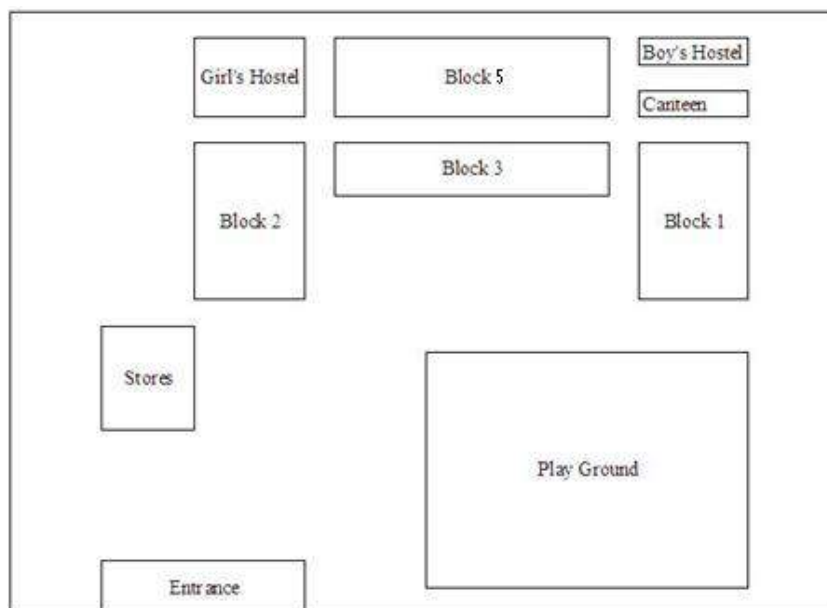 Girl's Hostel
Block 5
Boy's Hostel
Canteen
Block 3
Block 2
Block 1
Stores
Play Ground
Entrance